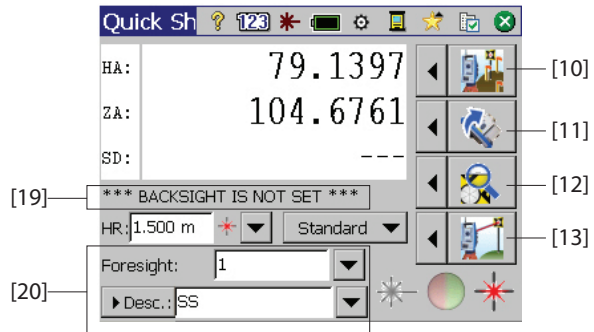 Quick Sh 123
HA: 79.1397
ZA: 104.6761
SD: ---
[10]
[11]
[12]
[13]
[19] *** BACKSIGHT IS NOT SET ***
HR: 1.500 m Standard
[20]
Foresight: 1
Desc.: SS